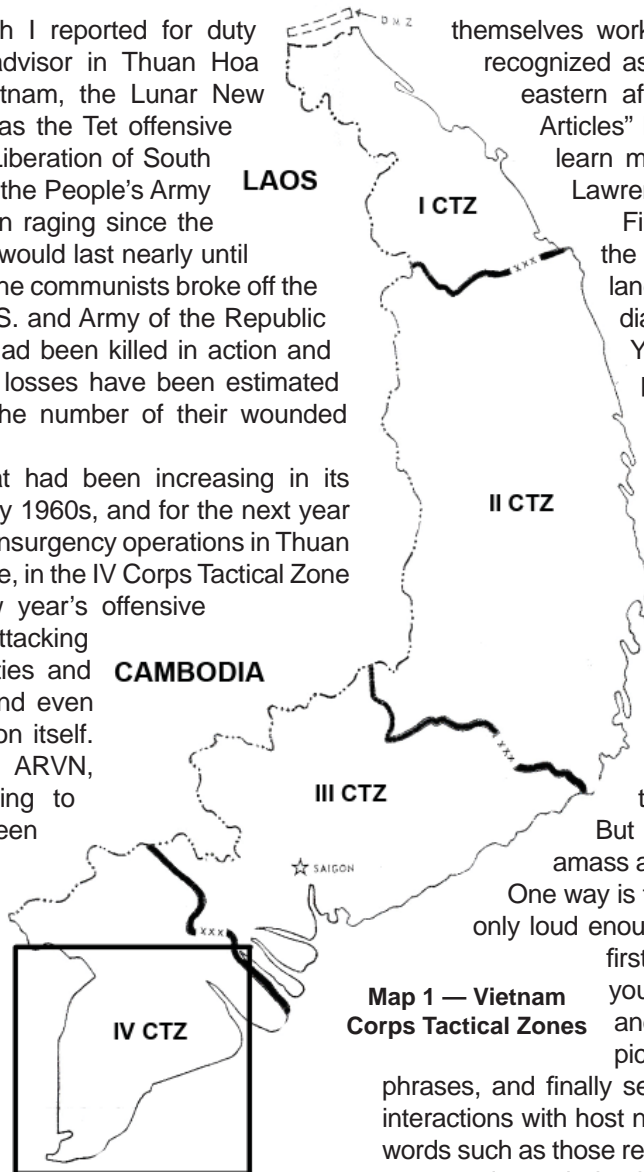 h I reported for duty
advisor in Thuan Hoa
tnam, the Lunar New
as the Tet offensive
Liberation of South
the People's Army
n raging since the
would last nearly until
he communists broke off the
S. and Army of the Republic
ad been killed in action and
losses have been estimated
he number of their wounded
at had been increasing in its
y 1960s, and for the next year
nsurgency operations in Thuan
e, in the IV Corps Tactical Zone
w year's offensive
ttacking
ties and
nd even
on itself.
ARVN,
ing to
een
DMZ
LAOS
I CTZ
xxx
II CTZ
CAMBODIA
xxx
III CTZ
SAIGON
xxx
IV CTZ
Map 1 — Vietnam
Corps Tactical Zones
themselves work
recognized as
eastern af
Articles"
learn m
Lawre
Fi
the
lan
dia
Y
t
But
amass a
One way is t
only loud enou
first
you
and
pic
phrases, and finally se
interactions with host n
words such as those re